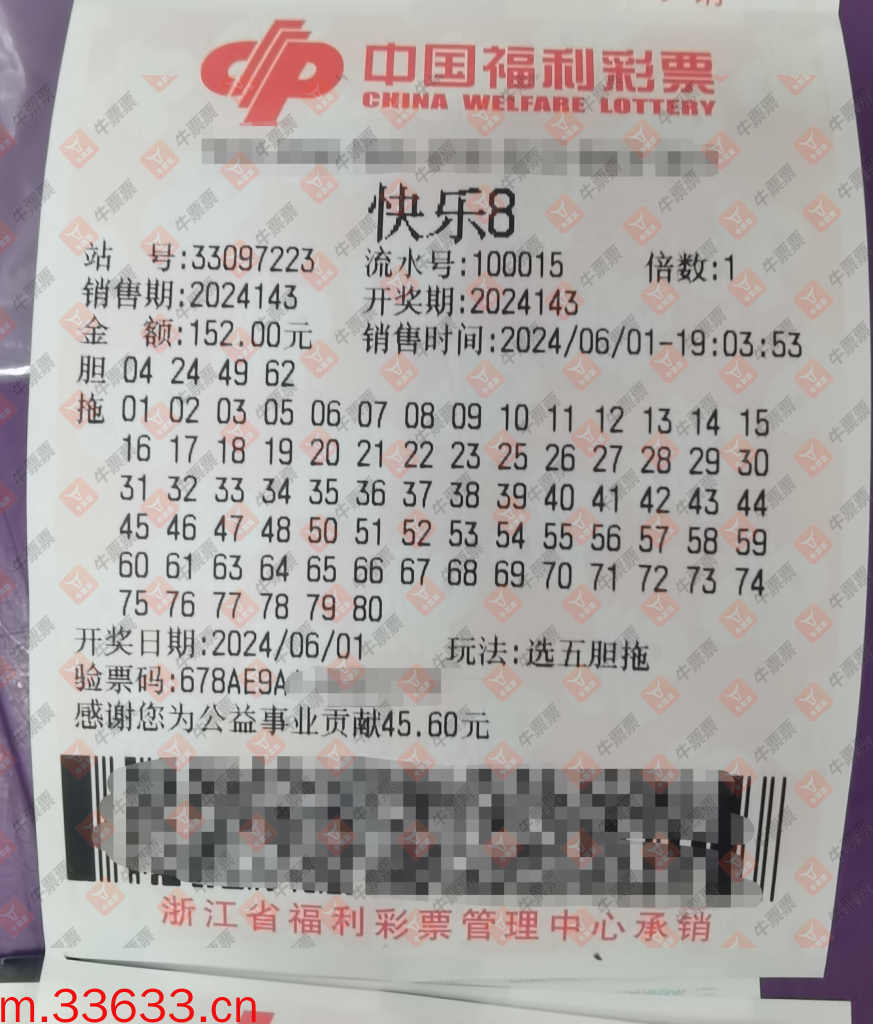 中国福利彩票
CHINA WELFARE LOTTERY
快乐8
站 号:33097223 流水号:100015 倍数:1
销售期:2024143 开奖期:2024143
金 额:152.00元 销售时间:2024/06/01-19:03:53
胆 04 24 49 62
拖 01 02 03 05 06 07 08 09 10 11 12 13 14 15
16 17 18 19 20 21 22 23 25 26 27 28 29 30
31 32 33 34 35 36 37 38 39 40 41 42 43 44
45 46 47 48 50 51 52 53 54 55 56 57 58 59
60 61 63 64 65 66 67 68 69 70 71 72 73 74
75 76 77 78 79 80
开奖日期:2024/06/01 玩法:选五胆拖
验票码:678AE9A
感谢您为公益事业贡献45.60元
浙江省福利彩票管理中心承销
m.33633.cn
牛票票